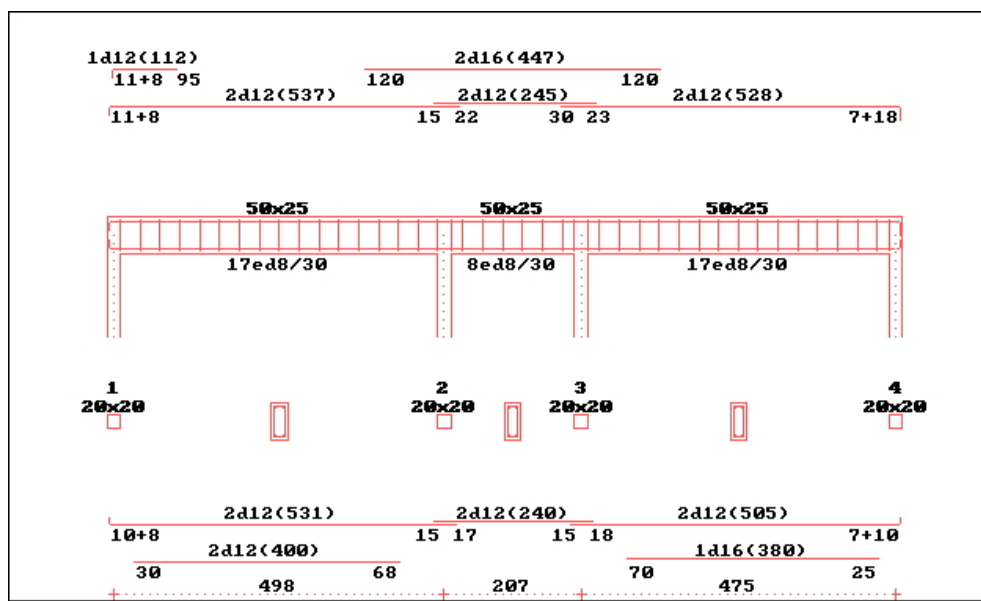 1d12(112) 2d16(447)
11+8 95 120 120
2d12(537) 2d12(245) 2d12(528)
11+8 15 22 30 23 7+18
50x25 50x25 50x25
17ed8/30 8ed8/30 17ed8/30
1 2 3 4
20x20 20x20 20x20 20x20
2d12(531) 2d12(240) 2d12(505)
10+8 15 17 15 18 7+10
2d12(400) 1d16(380)
30 68 70 25
498 207 475